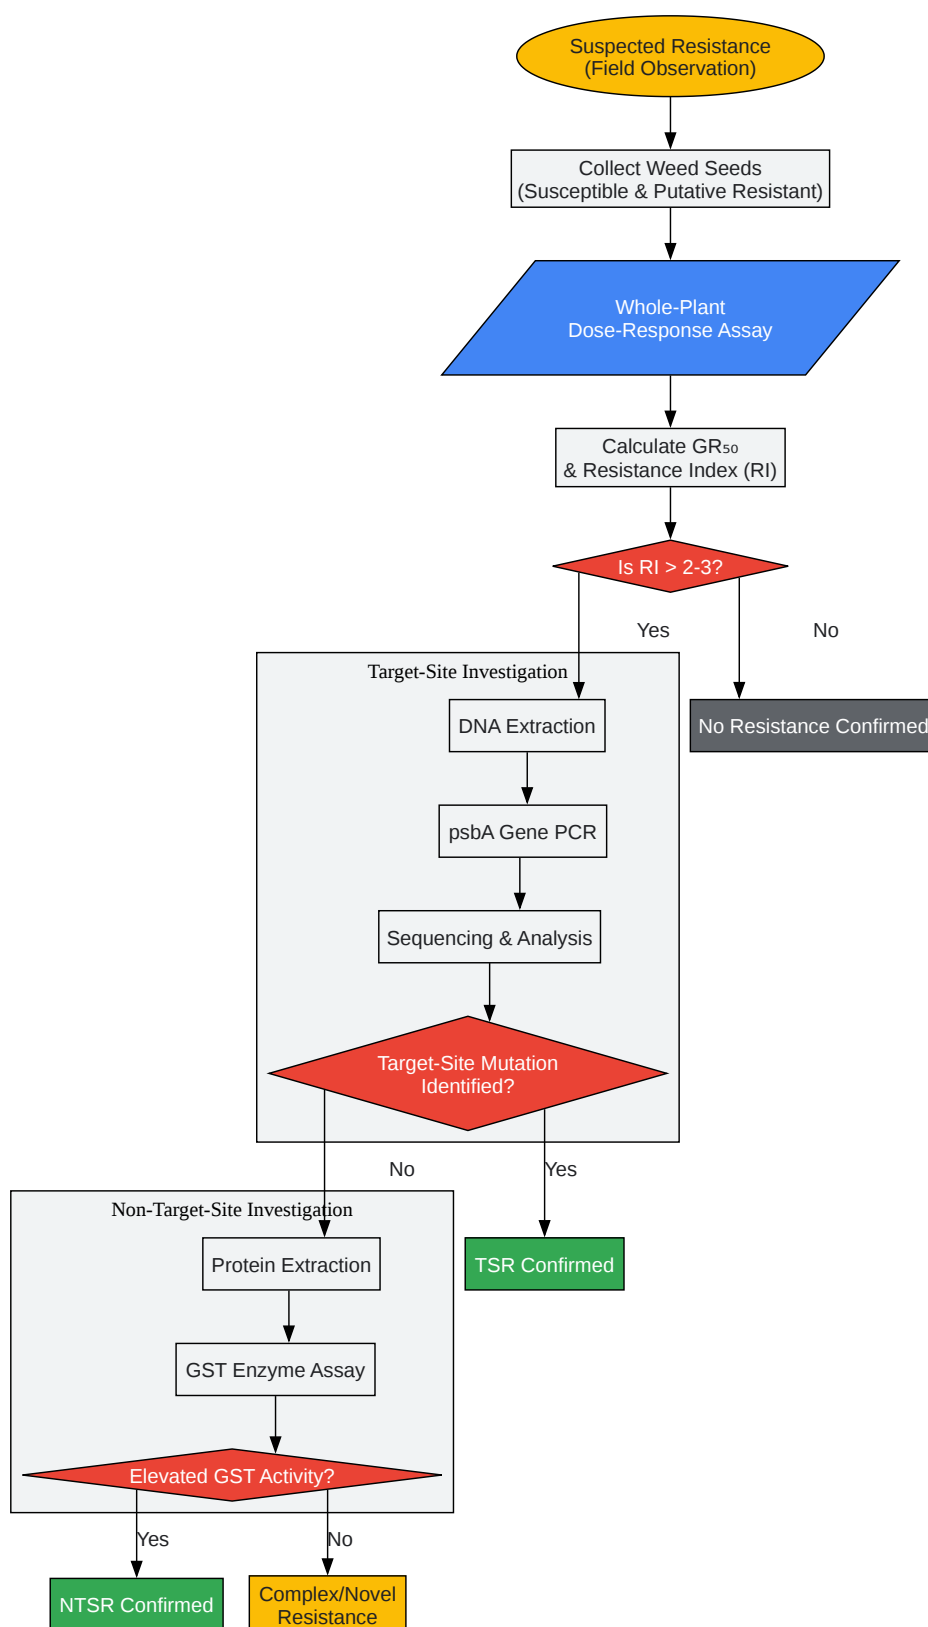 Suspected Resistance
(Field Observation)
Collect Weed Seeds
(Susceptible & Putative Resistant)
Whole-Plant
Dose-Response Assay
Calculate GR₅₀
& Resistance Index (RI)
Is RI > 2-3?
Yes
No
Target-Site Investigation
DNA Extraction
No Resistance Confirmed
psbA Gene PCR
Sequencing & Analysis
Target-Site Mutation
Identified?
No
Yes
Non-Target-Site Investigation
Protein Extraction
TSR Confirmed
GST Enzyme Assay
Elevated GST Activity?
Yes
No
NTSR Confirmed
Complex/Novel
Resistance